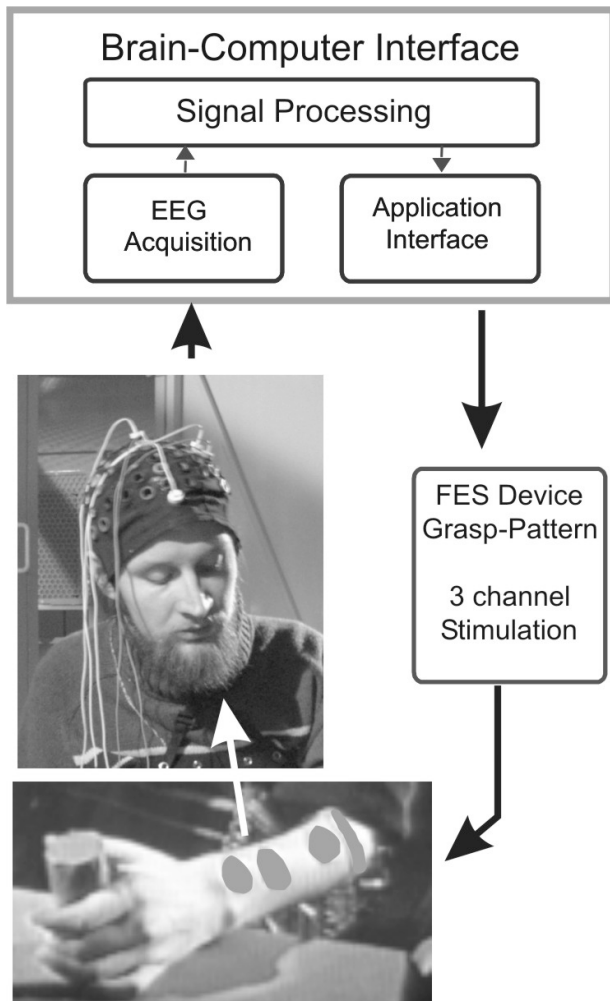 Brain-Computer Interface
Signal Processing
EEG
Acquisition
Application
Interface
FES Device
Grasp-Pattern
3 channel
Stimulation